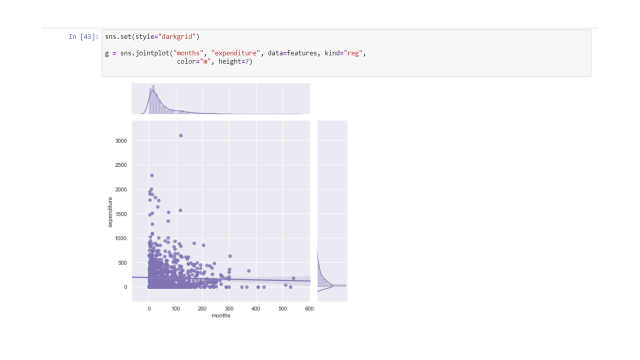 In [43]: sns.set(style="darkgrid")
g = sns.jointplot("months", "expenditure", data=features, kind="reg",
color="m", height=7)
3000
2500
2000
1500
1000
500
0
expenditure
0 100 200 300 400 500 600
months